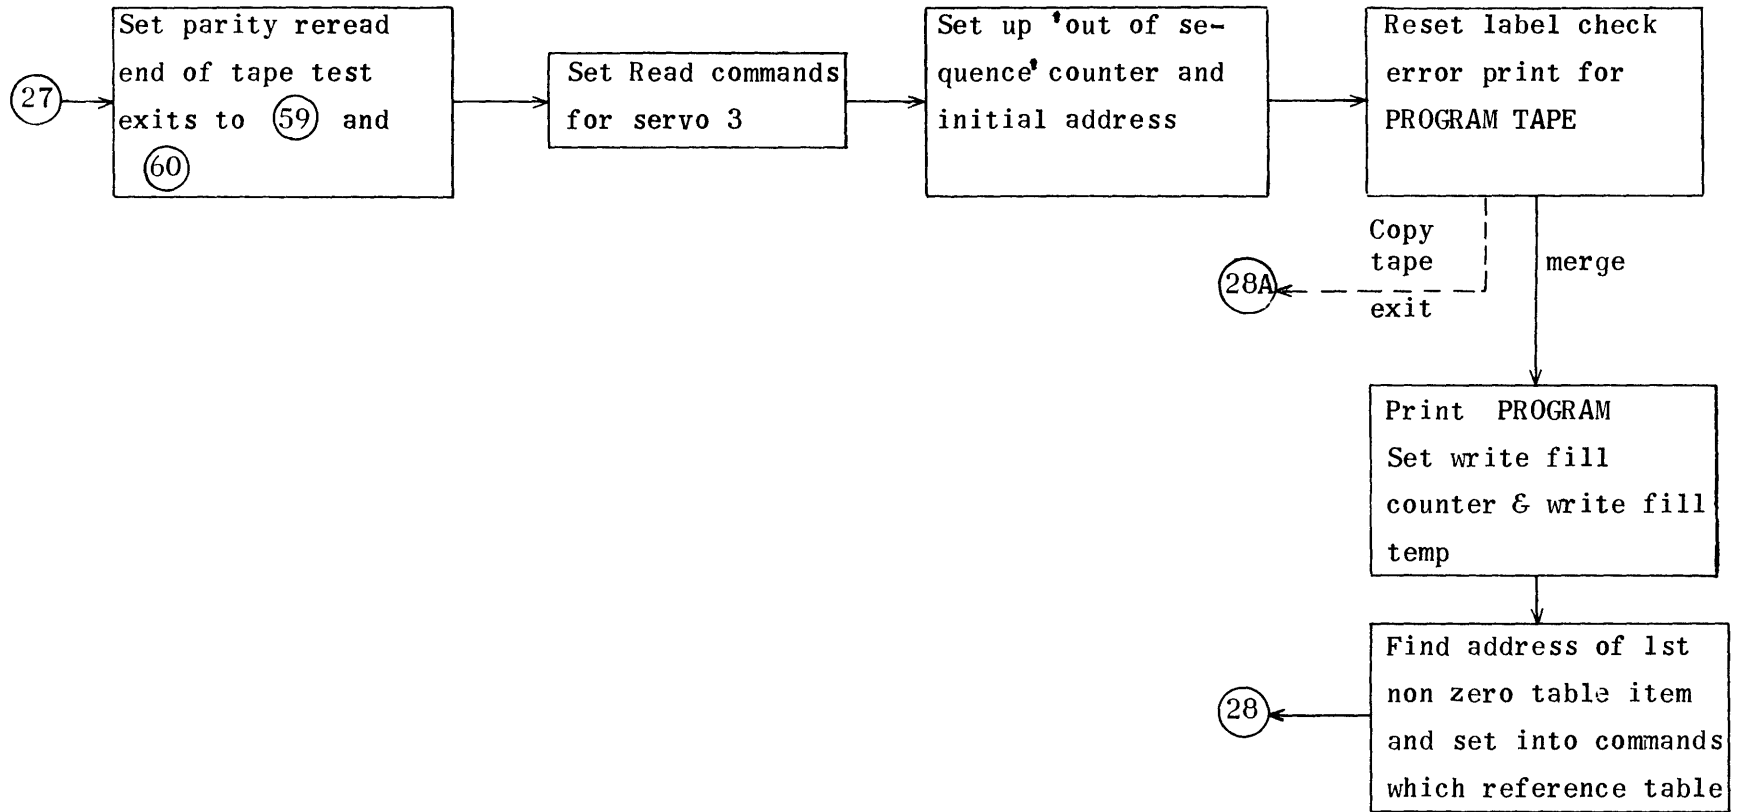 27
Set parity reread
end of tape test
exits to 59 and
60
Set Read commands
for servo 3
Set up 'out of se-
quence' counter and
initial address
Reset label check
error print for
PROGRAM TAPE
Copy
tape
exit
28A
merge
Print PROGRAM
Set write fill
counter & write fill
temp
Find address of 1st
non zero table item
and set into commands
which reference table
28